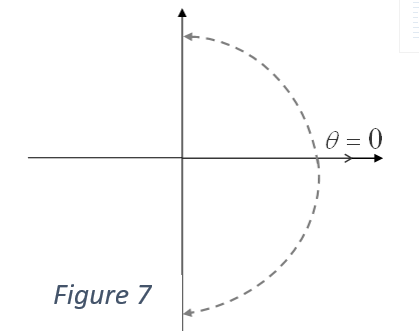 θ = 0
Figure 7